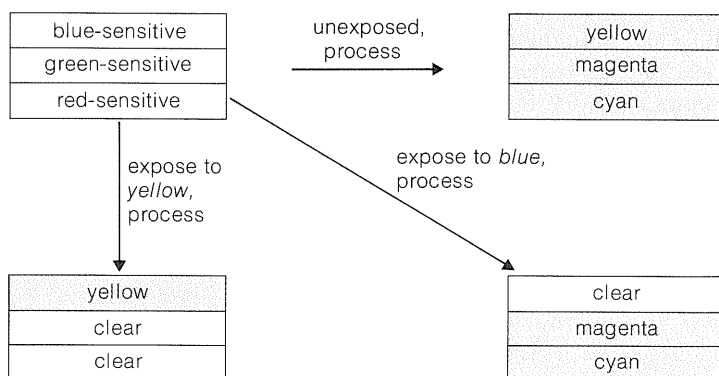 blue-sensitive
green-sensitive
red-sensitive
unexposed,
process
yellow
magenta
cyan
expose to
yellow,
process
expose to blue,
process
yellow
clear
clear
clear
magenta
cyan